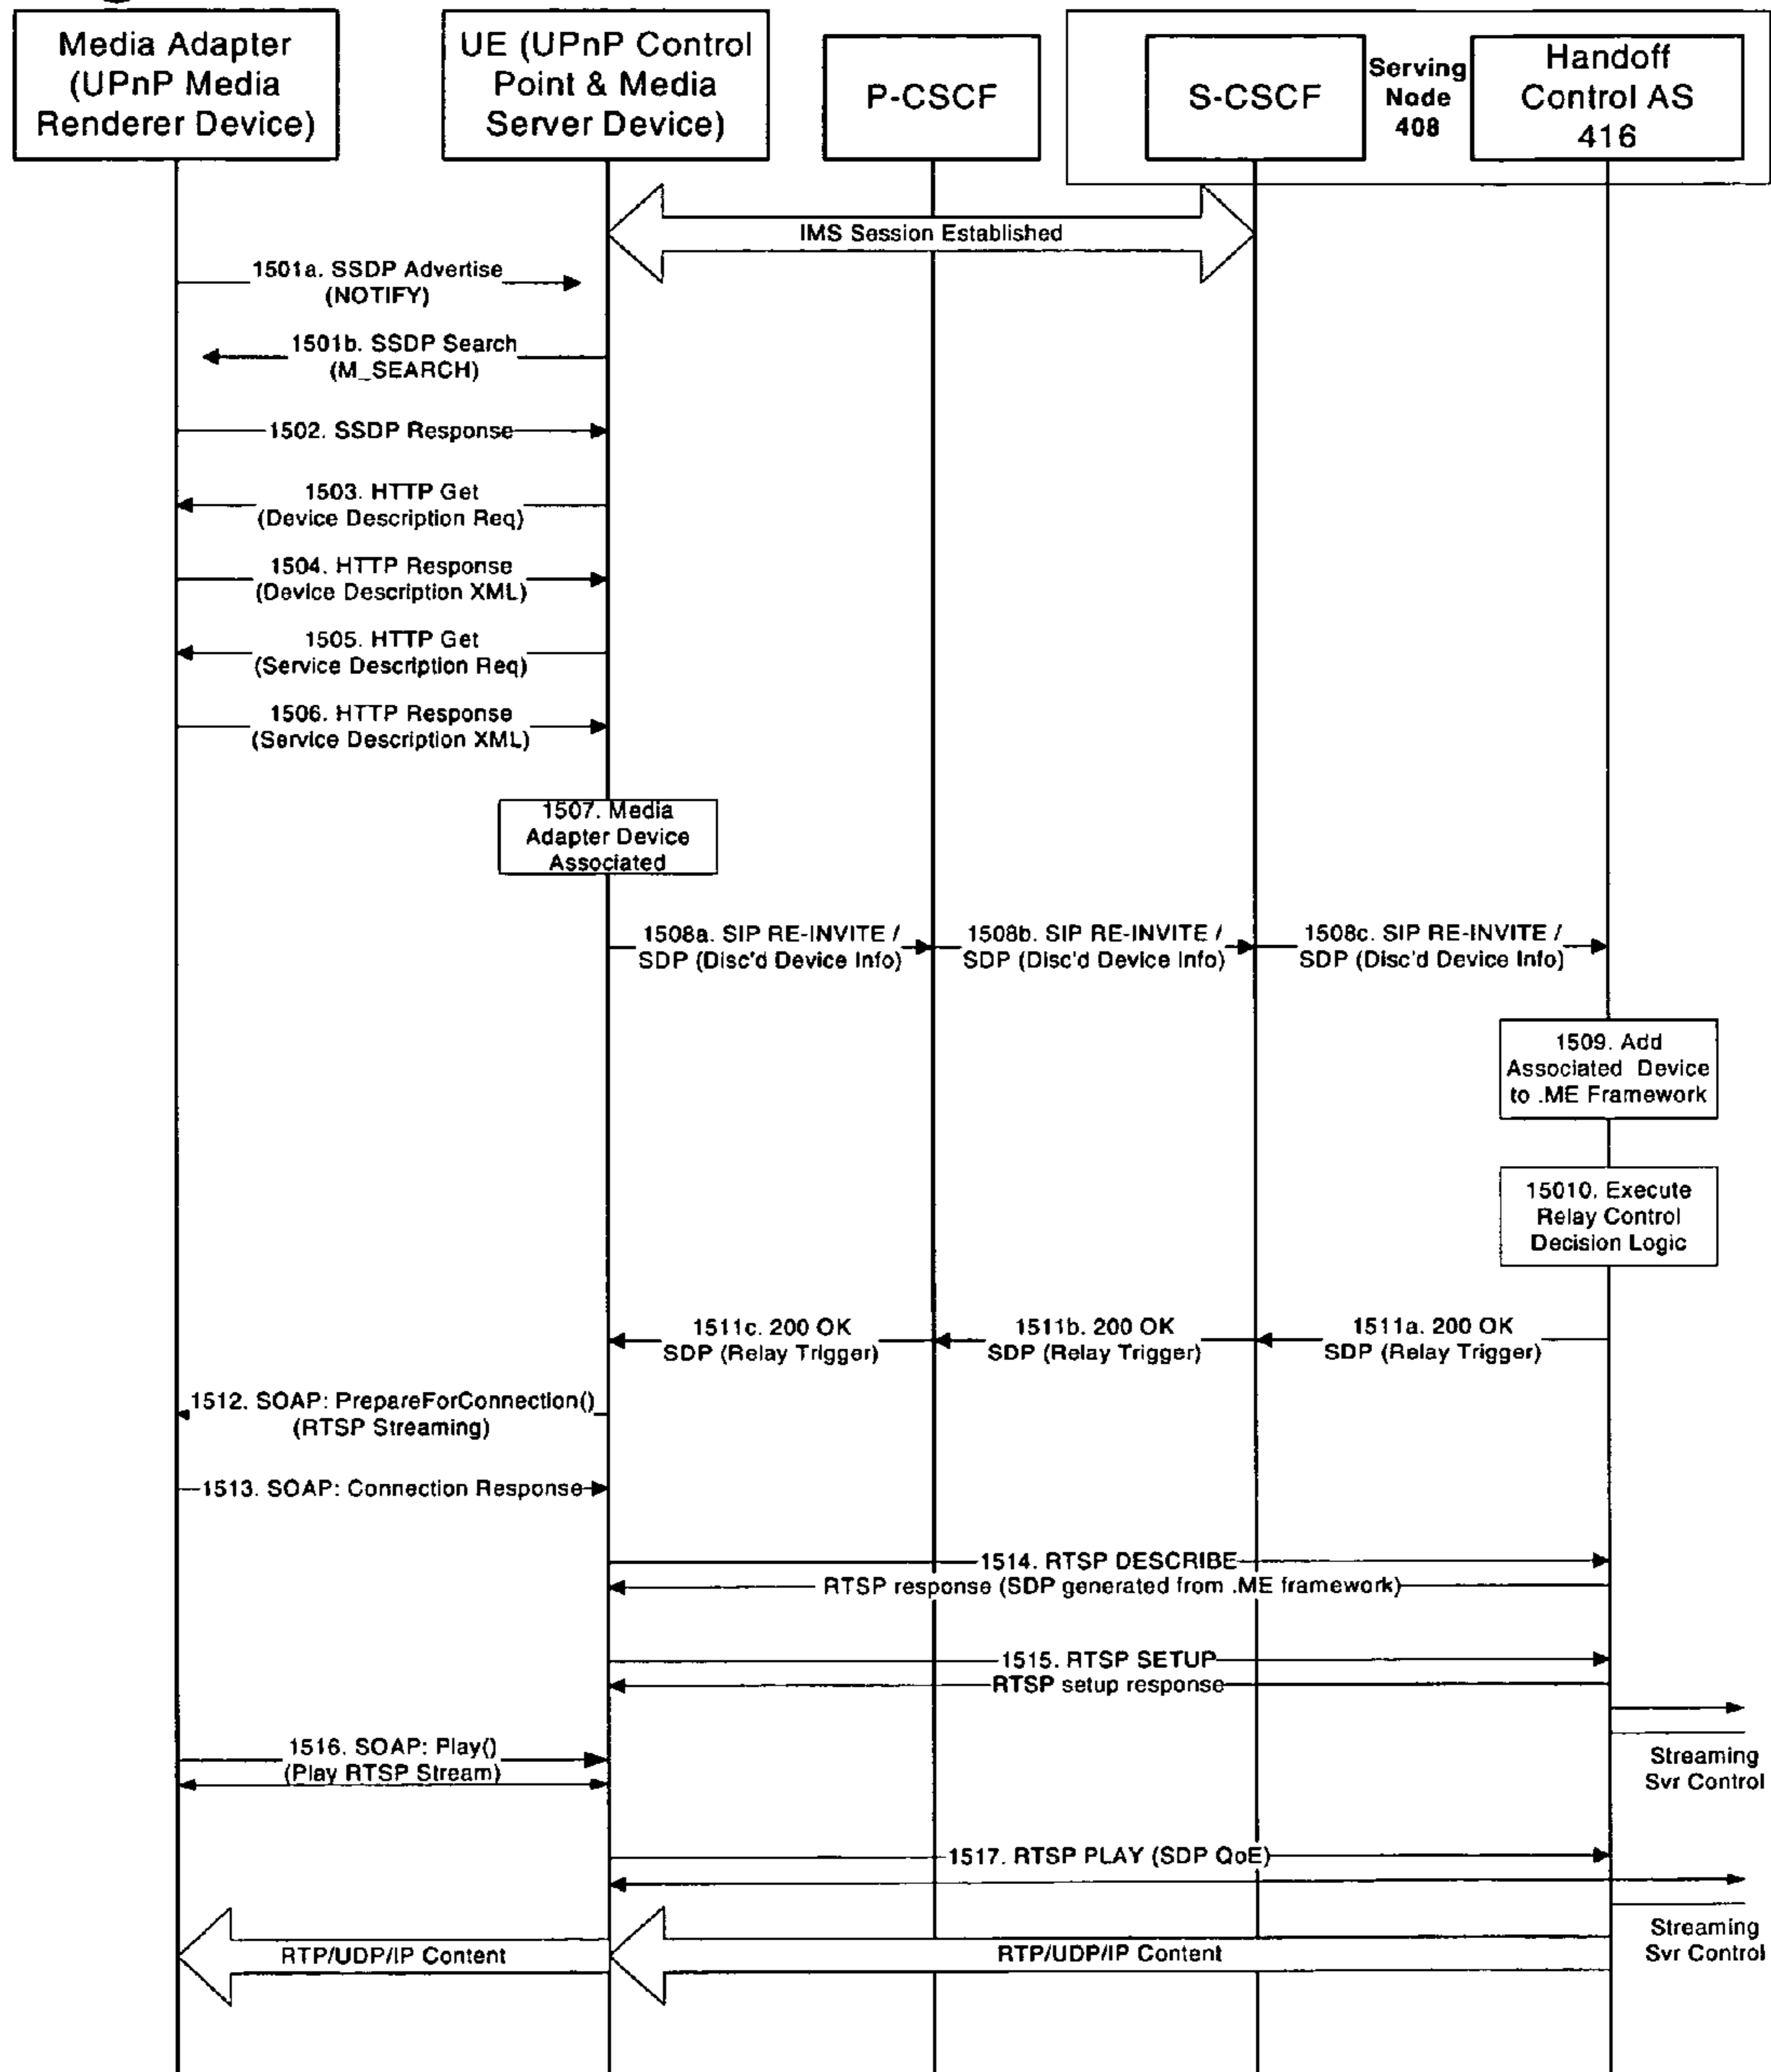 Media Adapter
(UPnP Media
Renderer Device)
UE (UPnP Control
Point & Media
Server Device)
P-CSCF
S-CSCF
Serving
Node
408
Handoff
Control AS
416
IMS Session Established
1501a. SSDP Advertise
(NOTIFY)
1501b. SSDP Search
(M_SEARCH)
1502. SSDP Response
1503. HTTP Get
(Device Description Req)
1504. HTTP Response
(Device Description XML)
1505. HTTP Get
(Service Description Req)
1506. HTTP Response
(Service Description XML)
1507. Media
Adapter Device
Associated
1508a. SIP RE-INVITE /
SDP (Disc'd Device Info)
1508b. SIP RE-INVITE /
SDP (Disc'd Device Info)
1508c. SIP RE-INVITE /
SDP (Disc'd Device Info)
1509. Add
Associated Device
to .ME Framework
15010. Execute
Relay Control
Decision Logic
1511c. 200 OK
SDP (Relay Trigger)
1511b. 200 OK
SDP (Relay Trigger)
1511a. 200 OK
SDP (Relay Trigger)
1512. SOAP: PrepareForConnection()
(RTSP Streaming)
1513. SOAP: Connection Response
1514. RTSP DESCRIBE
RTSP response (SDP generated from .ME framework)
1515. RTSP SETUP
RTSP setup response
1516. SOAP: Play()
(Play RTSP Stream)
Streaming
Svr Control
1517. RTSP PLAY (SDP QoE)
Streaming
Svr Control
RTP/UDP/IP Content
RTP/UDP/IP Content